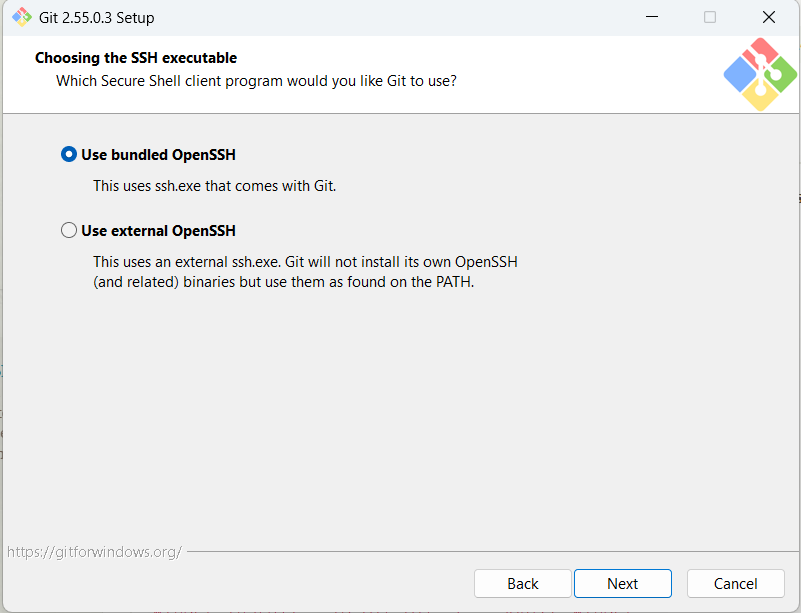 Git 2.55.0.3 Setup
Choosing the SSH executable
Which Secure Shell client program would you like Git to use?
Use bundled OpenSSH
This uses ssh.exe that comes with Git.
Use external OpenSSH
This uses an external ssh.exe. Git will not install its own OpenSSH
(and related) binaries but use them as found on the PATH.
https://gitforwindows.org/
Back Next Cancel